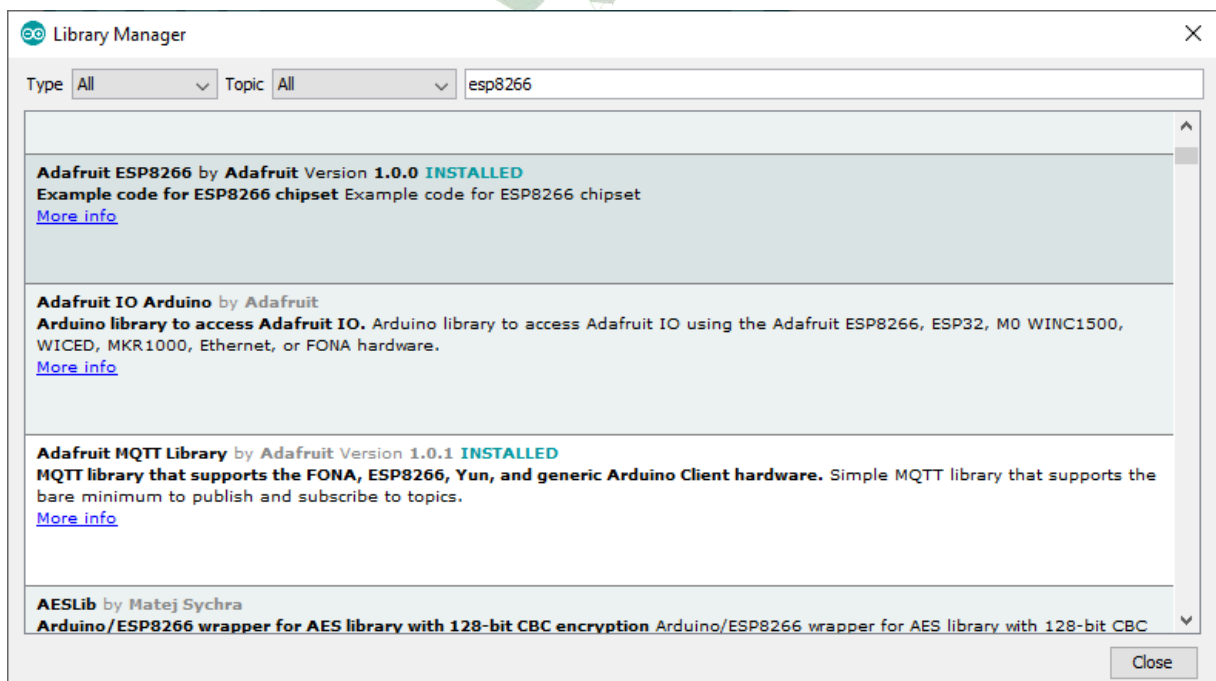 Library Manager
Type All Topic All esp8266
Adafruit ESP8266 by Adafruit Version 1.0.0 INSTALLED
Example code for ESP8266 chipset Example code for ESP8266 chipset
More info
Adafruit IO Arduino by Adafruit
Arduino library to access Adafruit IO. Arduino library to access Adafruit IO using the Adafruit ESP8266, ESP32, M0 WINC1500,
WICED, MKR1000, Ethernet, or FONA hardware.
More info
Adafruit MQTT Library by Adafruit Version 1.0.1 INSTALLED
MQTT library that supports the FONA, ESP8266, Yun, and generic Arduino Client hardware. Simple MQTT library that supports the
bare minimum to publish and subscribe to topics.
More info
AESLib by Matej Sychra
Arduino/ESP8266 wrapper for AES library with 128-bit CBC encryption Arduino/ESP8266 wrapper for AES library with 128-bit CBC
Close